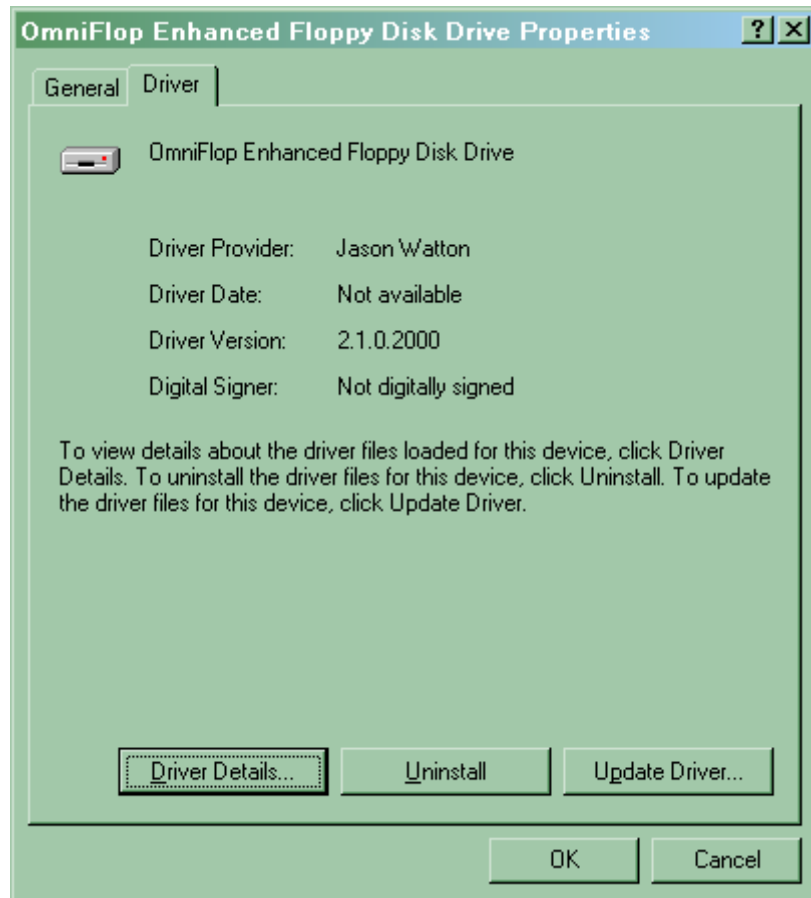 OmniFlop Enhanced Floppy Disk Drive Properties ? X
General Driver
OmniFlop Enhanced Floppy Disk Drive
Driver Provider: Jason Watton
Driver Date: Not available
Driver Version: 2.1.0.2000
Digital Signer: Not digitally signed
To view details about the driver files loaded for this device, click Driver
Details. To uninstall the driver files for this device, click Uninstall. To update
the driver files for this device, click Update Driver.
Driver Details... Uninstall Update Driver...
OK Cancel